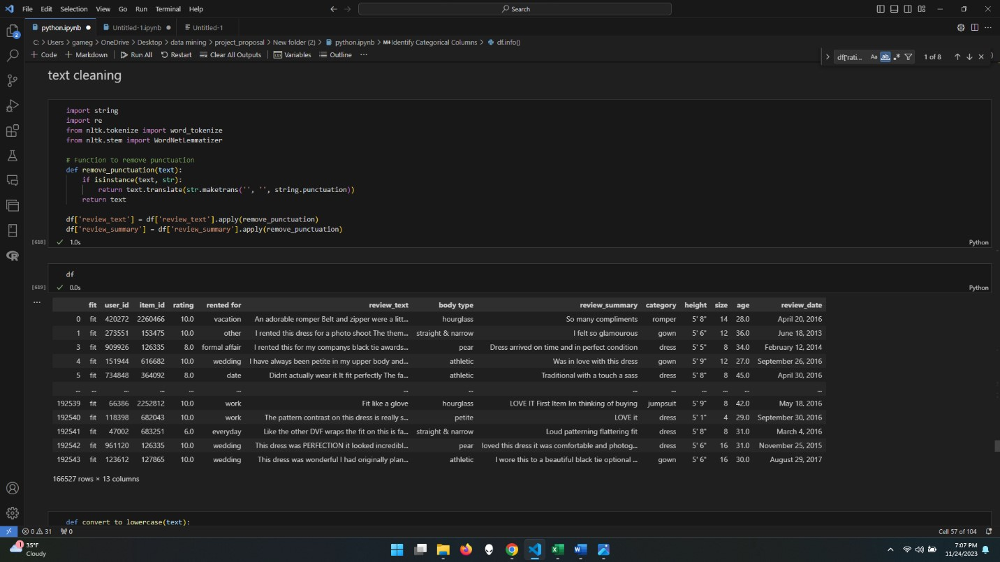 File Edit Selection View Go Run Terminal Help
Search
python.ipynb Untitled-1.ipynb Untitled-1
C: > Users > gameg > OneDrive > Desktop > data mining > project_proposal > New folder (2) > python.ipynb > M↓Identify Categorical Columns > df.info()
+ Code + Markdown Run All Restart Clear All Outputs Variables Outline ...
df['rati... Aa ab .* 1 of 8
text cleaning
import string
import re
from nltk.tokenize import word_tokenize
from nltk.stem import WordNetLemmatizer
# Function to remove punctuation
def remove_punctuation(text):
if isinstance(text, str):
return text.translate(str.maketrans('', '', string.punctuation))
return text
df['review_text'] = df['review_text'].apply(remove_punctuation)
df['review_summary'] = df['review_summary'].apply(remove_punctuation)
[618] ✓ 1.0s Python
df
[619] ✓ 0.0s Python
...
fit user_id item_id rating rented for review_text body type review_summary category height size age review_date
0 fit 420272 2260466 10.0 vacation An adorable romper Belt and zipper were a litt... hourglass So many compliments romper 5' 8" 14 28.0 April 20, 2016
1 fit 273551 153475 10.0 other I rented this dress for a photo shoot The them... straight & narrow I felt so glamourous gown 5' 6" 12 36.0 June 18, 2013
3 fit 909926 126335 8.0 formal affair I rented this for my companys black tie awards... pear Dress arrived on time and in perfect condition dress 5' 5" 8 34.0 February 12, 2014
4 fit 151944 616682 10.0 wedding I have always been petite in my upper body and... athletic Was in love with this dress gown 5' 9" 12 27.0 September 26, 2016
5 fit 734848 364092 8.0 date Didnt actually wear it It fit perfectly The fa... athletic Traditional with a touch a sass dress 5' 8" 8 45.0 April 30, 2016
... ... ... ... ... ... ... ... ... ... ... ... ... ...
192539 fit 66386 2252812 10.0 work Fit like a glove hourglass LOVE IT First Item Im thinking of buying jumpsuit 5' 9" 8 42.0 May 18, 2016
192540 fit 118398 682043 10.0 work The pattern contrast on this dress is really s... petite LOVE it dress 5' 1" 4 29.0 September 30, 2016
192541 fit 47002 683251 6.0 everyday Like the other DVF wraps the fit on this is fa... straight & narrow Loud patterning flattering fit dress 5' 8" 8 31.0 March 4, 2016
192542 fit 961120 126335 10.0 wedding This dress was PERFECTION it looked incredibl... pear loved this dress it was comfortable and photog... dress 5' 6" 16 31.0 November 25, 2015
192543 fit 123612 127865 10.0 wedding This dress was wonderful I had originally plan... athletic I wore this to a beautiful black tie optional ... gown 5' 6" 16 30.0 August 29, 2017
166527 rows × 13 columns
def convert_to_lowercase(text):
0 31 0 Cell 57 of 104
1 35°F
Cloudy
7:07 PM
11/24/2023